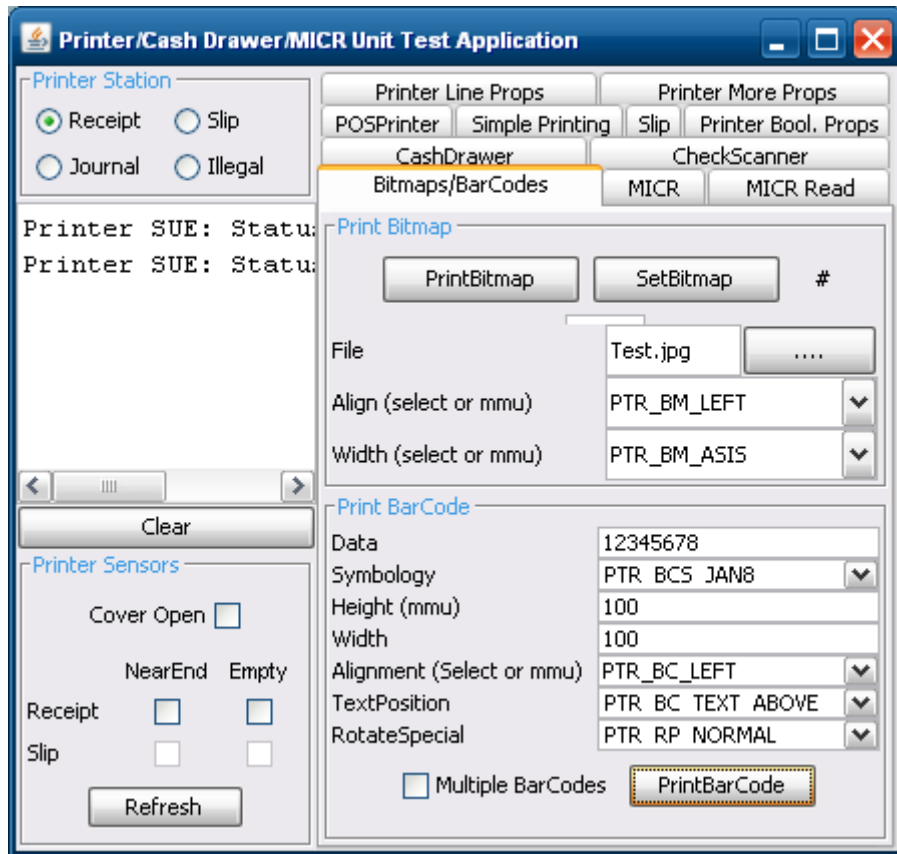 Printer/Cash Drawer/MICR Unit Test Application
Printer Station
Receipt Slip
Journal Illegal
Printer Line Props Printer More Props
POSPrinter Simple Printing Slip Printer Bool. Props
CashDrawer CheckScanner
Bitmaps/BarCodes MICR MICR Read
Printer SUE:
Printer SUE:
Clear
Printer Sensors
Cover Open
NearEnd Empty
Receipt
Slip
Refresh
Print Bitmap
PrintBitmap SetBitmap #
File Test.jpg ....
Align (select or mmu) PTR_BM_LEFT
Width (select or mmu) PTR_BM_ASIS
Print BarCode
Data 12345678
Symbology PTR_BCS_JAN8
Height (mmu) 100
Width 100
Alignment (Select or mmu) PTR_BC_LEFT
TextPosition PTR_BC_TEXT_ABOVE
RotateSpecial PTR_RP_NORMAL
Multiple BarCodes PrintBarCode